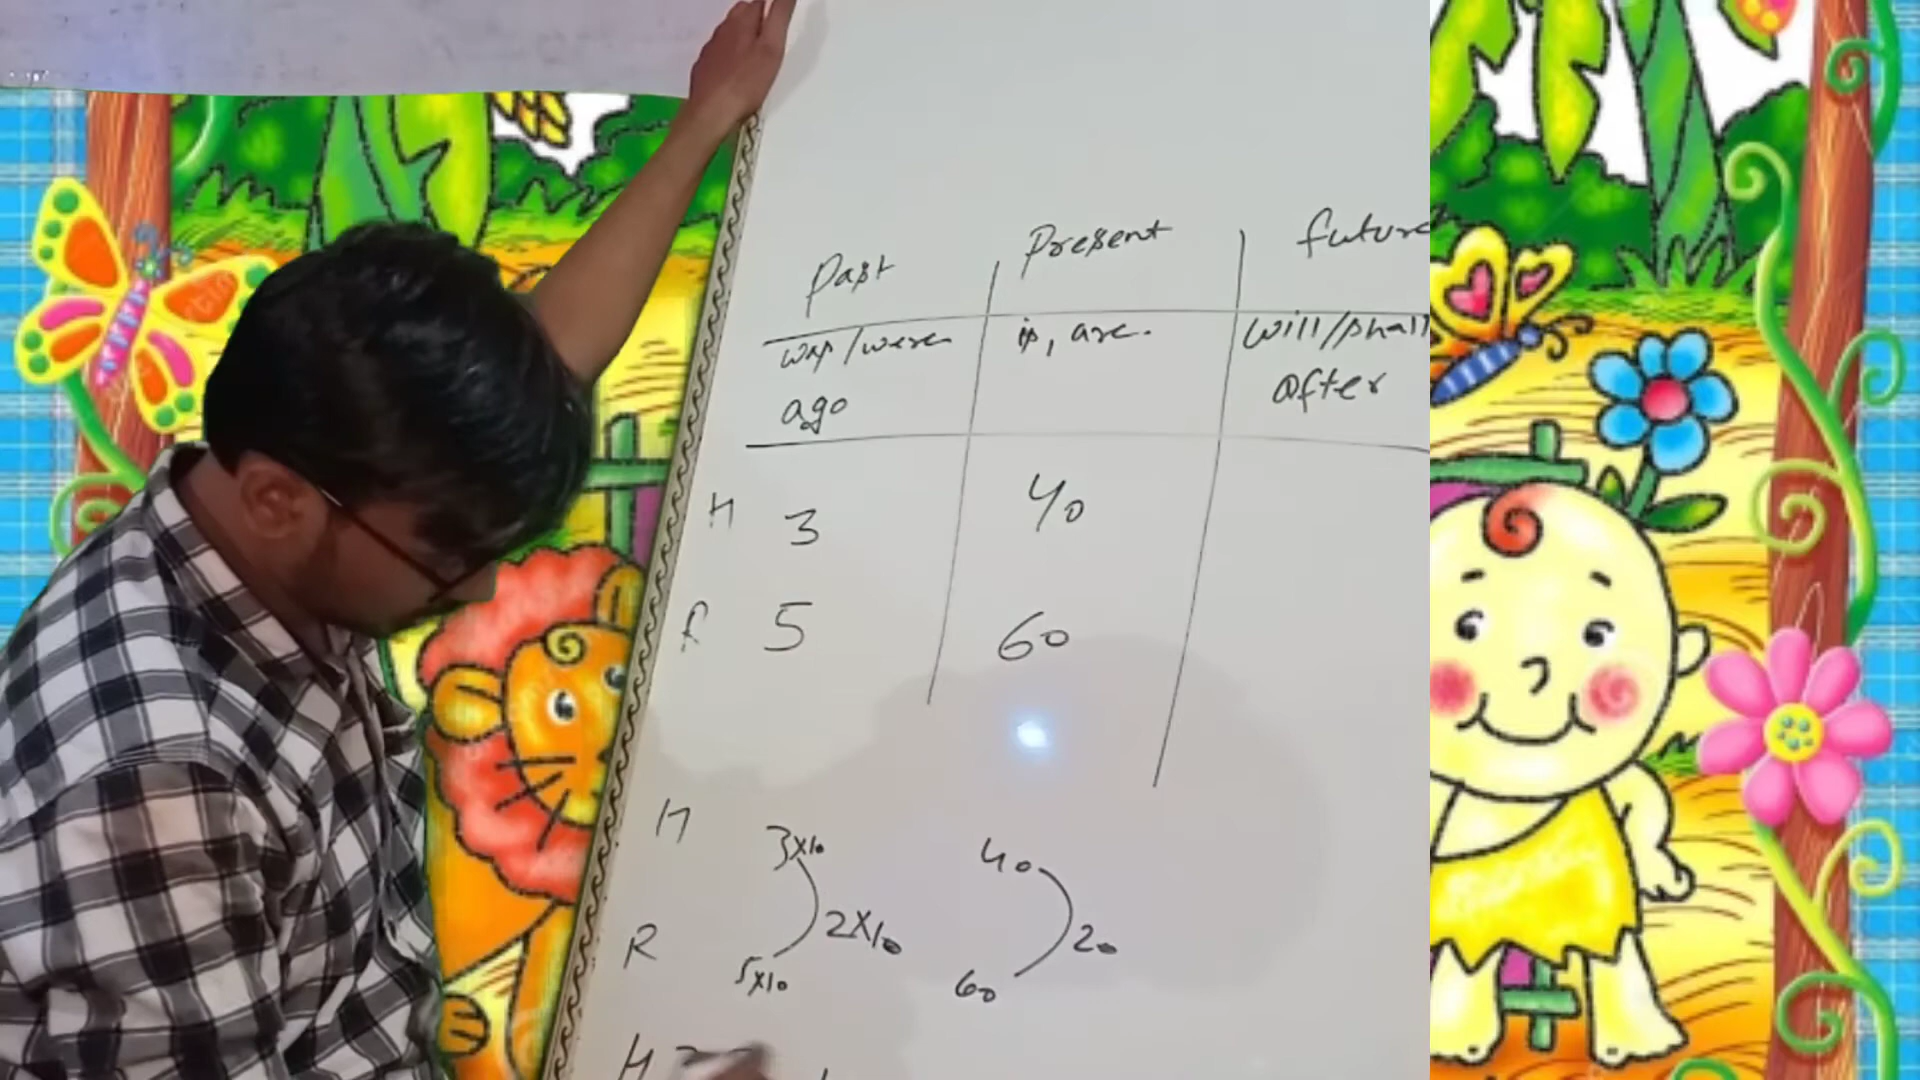 Past Present future
was/were is, are. will/shall
ago after
H 3 40
R 5 60
H 3x10 40
2x10 20
R 5x10 60
H